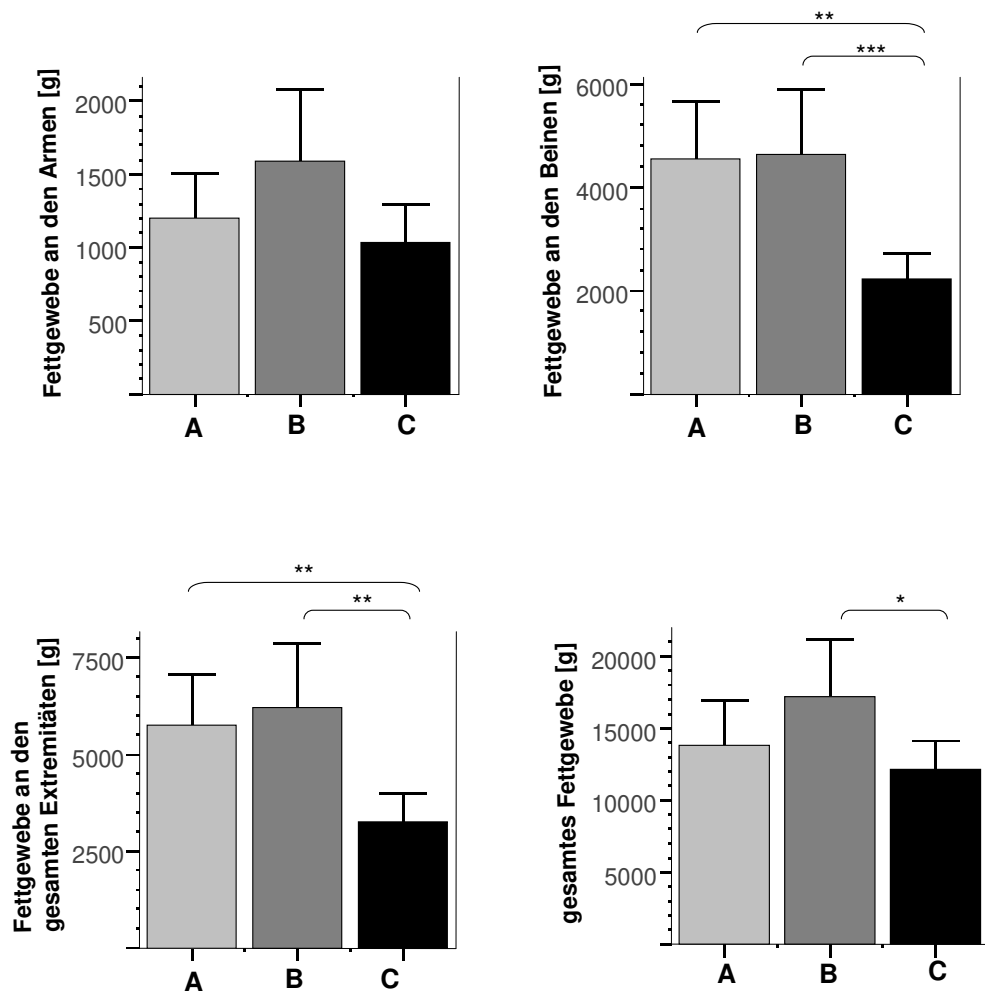 Fettgewebe an den Armen [g]
2000
1500
1000
500
A
B
C
**
***
Fettgewebe an den Beinen [g]
6000
4000
2000
A
B
C
**
**
Fettgewebe an den
gesamten Extremitäten [g]
7500
5000
2500
A
B
C
*
gesamtes Fettgewebe [g]
20000
15000
10000
5000
A
B
C